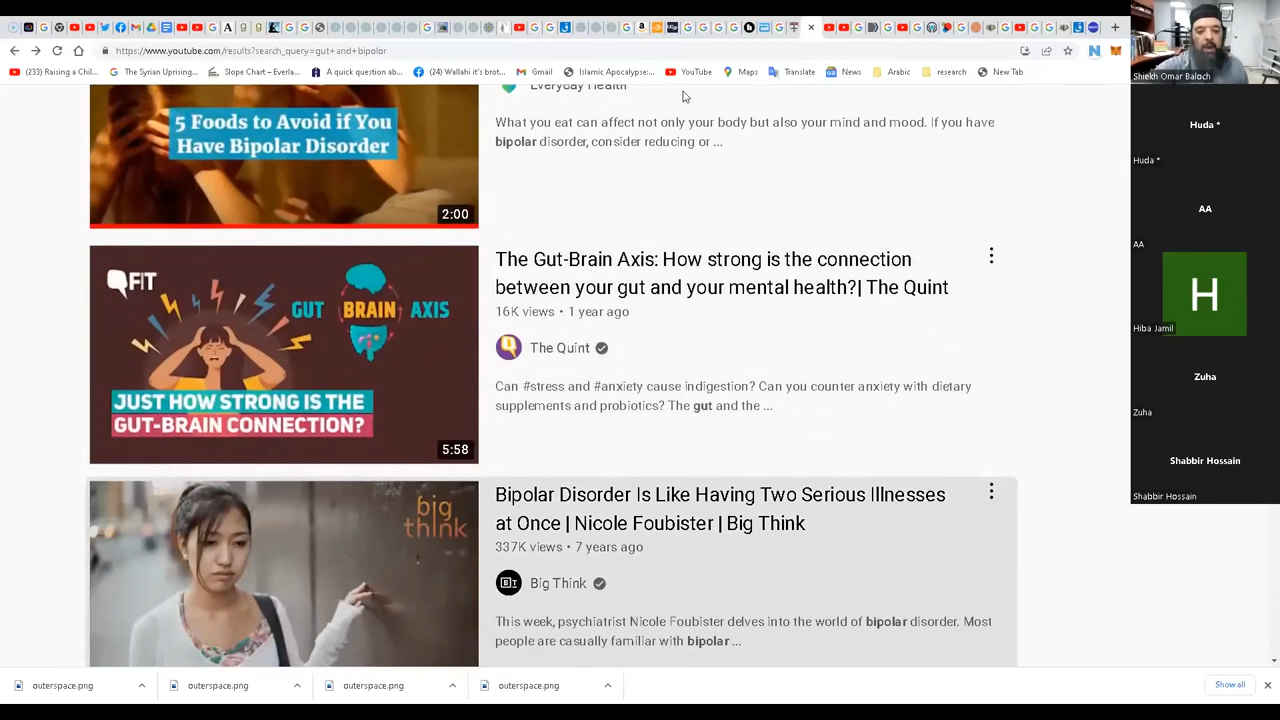 https://www.youtube.com/results?search_query=gut+and+bipolar
(233) Raising a Chil...
The Syrian Uprising...
Slope Chart – Everla...
A quick question ab...
(24) Wallahi it's brot...
Gmail
Islamic Apocalypse:...
YouTube
Maps
Translate
News
Arabic
research
New Tab
Shiekh Omar Baloch
5 Foods to Avoid if You
Have Bipolar Disorder
2:00
Everyday Health
What you eat can affect not only your body but also your mind and mood. If you have
bipolar disorder, consider reducing or ...
FIT
GUT BRAIN AXIS
JUST HOW STRONG IS THE
GUT-BRAIN CONNECTION?
5:58
The Gut-Brain Axis: How strong is the connection
between your gut and your mental health?| The Quint
16K views • 1 year ago
The Quint
Can #stress and #anxiety cause indigestion? Can you counter anxiety with dietary
supplements and probiotics? The gut and the ...
big
think
Bipolar Disorder Is Like Having Two Serious Illnesses
at Once | Nicole Foubister | Big Think
337K views • 7 years ago
Big Think
This week, psychiatrist Nicole Foubister delves into the world of bipolar disorder. Most
people are casually familiar with bipolar ...
Huda *
Huda *
AA
AA
H
Hiba Jamil
Zuha
Zuha
Shabbir Hossain
Shabbir Hossain
outerspace.png
outerspace.png
outerspace.png
outerspace.png
Show all